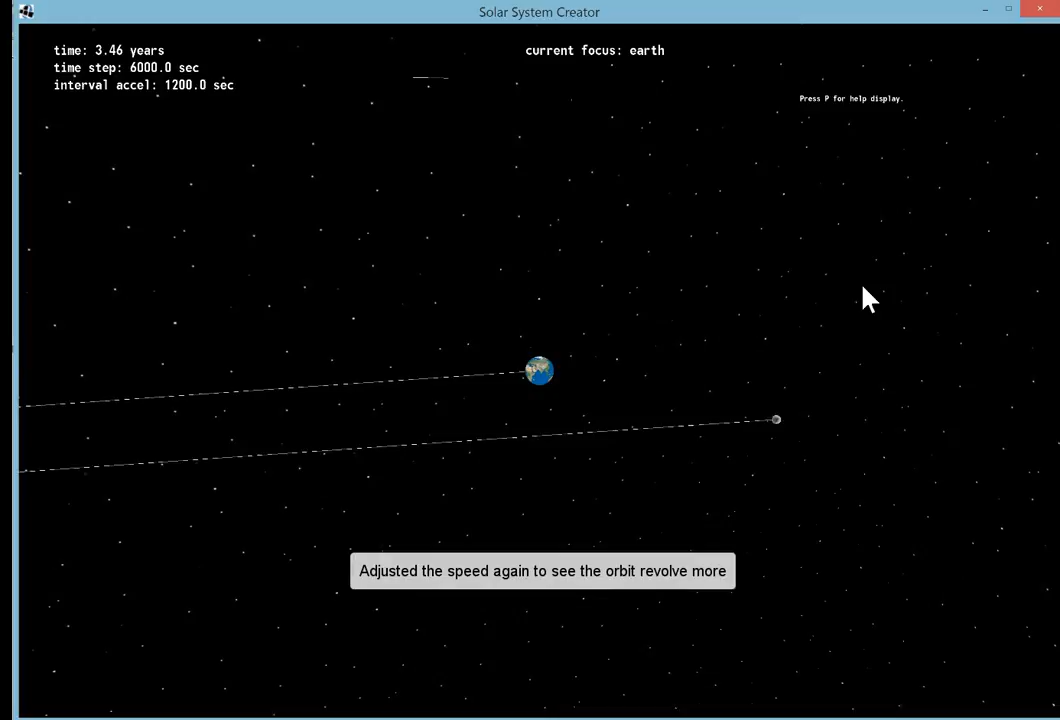 Solar System Creator
time: 3.46 years
current focus: earth
time step: 6000.0 sec
interval accel: 1200.0 sec
Press P for help display.
Adjusted the speed again to see the orbit revolve more